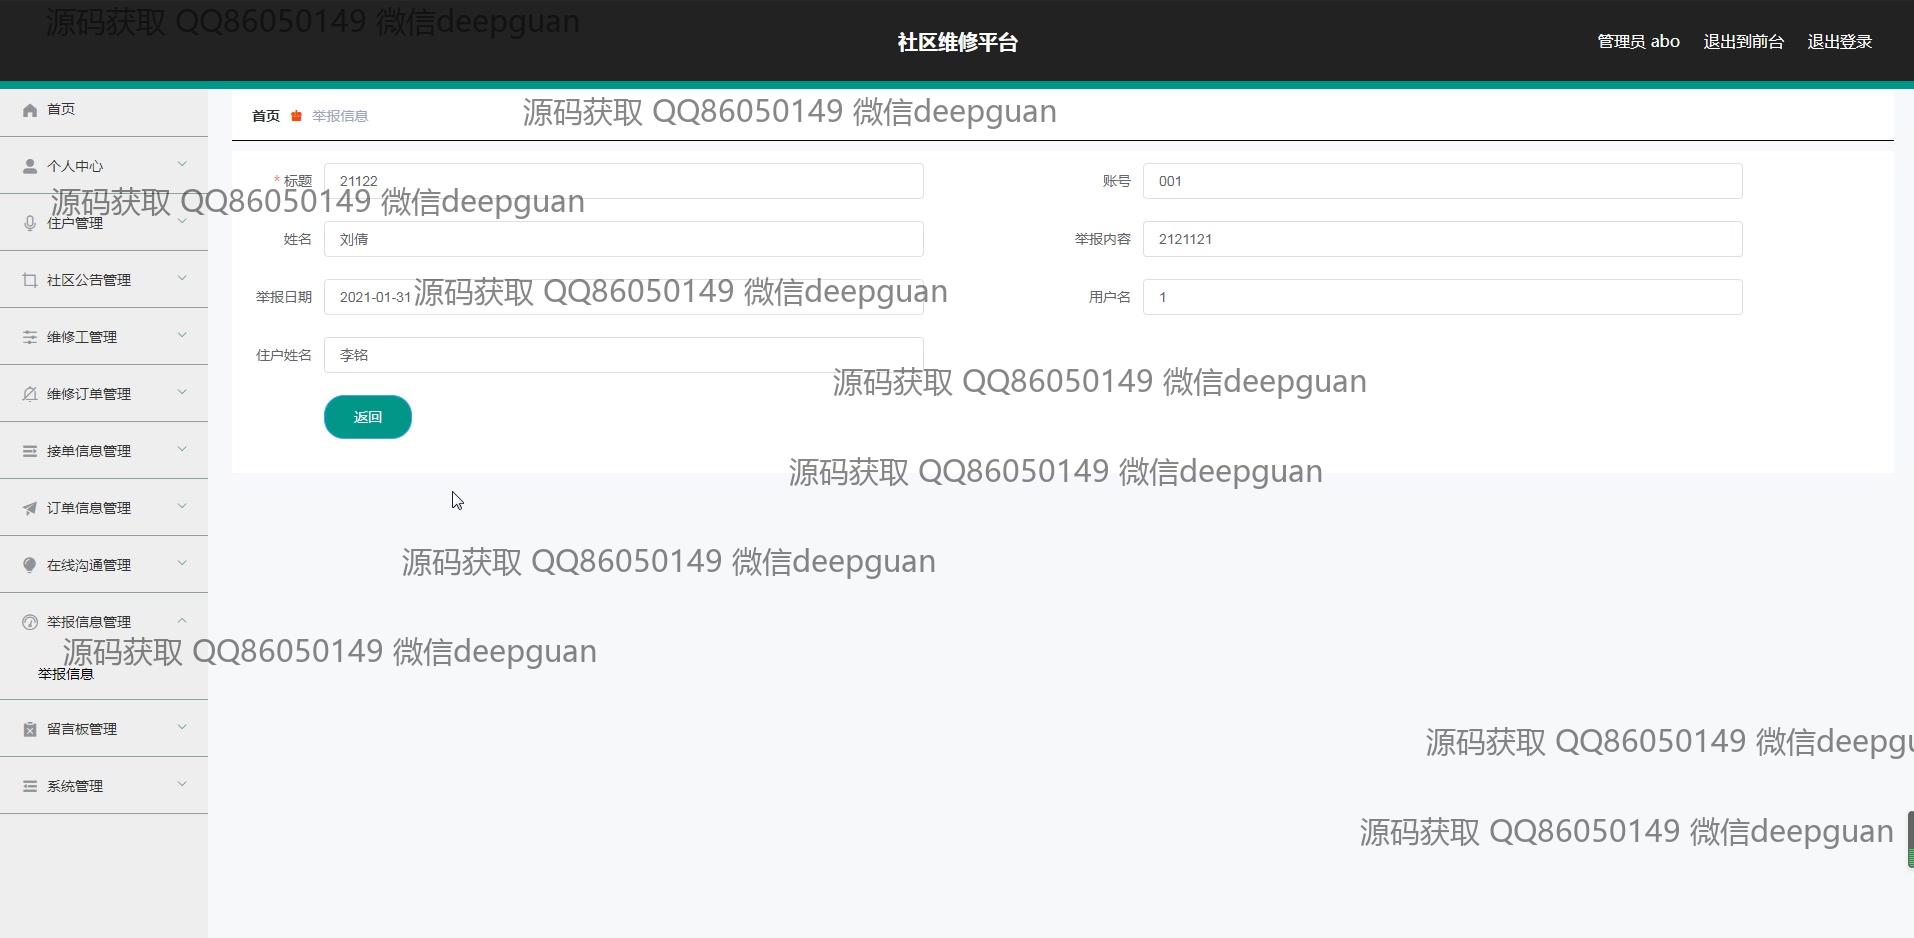 源码获取 QQ86050149 微信deepguan
社区维修平台
管理员 abo 退出到前台 退出登录
首页
个人中心
住户管理
社区公告管理
维修工管理
维修订单管理
接单信息管理
订单信息管理
在线沟通管理
举报信息管理
举报信息
留言板管理
系统管理
首页 举报信息
源码获取 QQ86050149 微信deepguan
* 标题 21122 账号 001
源码获取 QQ86050149 微信deepguan
姓名 刘倩 举报内容 2121121
举报日期 2021-01-31 用户名 1
源码获取 QQ86050149 微信deepguan
住户姓名 李铭
源码获取 QQ86050149 微信deepguan
返回
源码获取 QQ86050149 微信deepguan
源码获取 QQ86050149 微信deepguan
源码获取 QQ86050149 微信deepguan
源码获取 QQ86050149 微信deepgu
源码获取 QQ86050149 微信deepguan